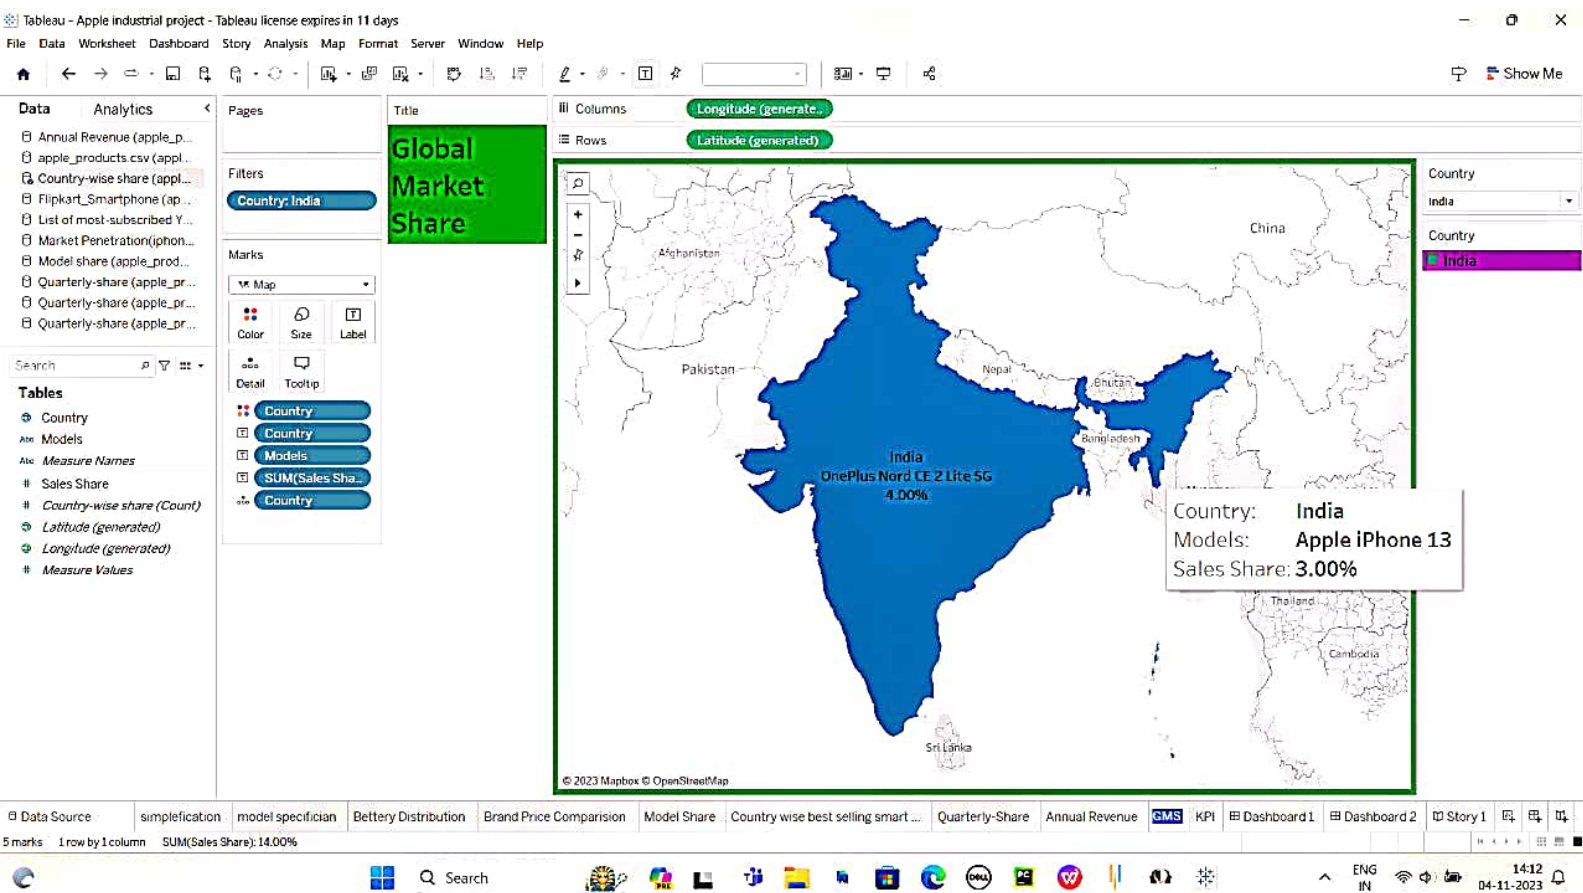 Tableau - Apple industrial project - Tableau license expires in 11 days
File Data Worksheet Dashboard Story Analysis Map Format Server Window Help
Show Me
Data Analytics
Annual Revenue (apple_p...
apple_products.csv (appl...
Country-wise share (appl...
Flipkart_Smartphone (ap...
List of most-subscribed Y...
Market Penetration(iphon...
Model share (apple_prod...
Quarterly-share (apple_pr...
Quarterly-share (apple_pr...
Quarterly-share (apple_pr...
Search
Tables
Country
Abc Models
Abc Measure Names
# Sales Share
# Country-wise share (Count)
Latitude (generated)
Longitude (generated)
# Measure Values
Pages
Filters
Country: India
Marks
Map
Color Size Label
Detail Tooltip
Country
Country
Models
SUM(Sales Sha..
Country
Title
Global
Market
Share
Columns
Longitude (generate..
Rows
Latitude (generated)
Afghanistan
China
Pakistan
Nepal
Bhutan
Bangladesh
India
OnePlus Nord CE 2 Lite 5G
4.00%
Country: India
Models: Apple iPhone 13
Sales Share: 3.00%
Thailand
Cambodia
Sri Lanka
© 2023 Mapbox © OpenStreetMap
Country
India
Country
India
Data Source simplefication model specifician Bettery Distribution Brand Price Comparision Model Share Country wise best selling smart ... Quarterly-Share Annual Revenue GMS KPI Dashboard 1 Dashboard 2 Story 1
5 marks 1 row by 1 column SUM(Sales Share): 14.00%
Search
ENG
IN
14:12
04-11-2023